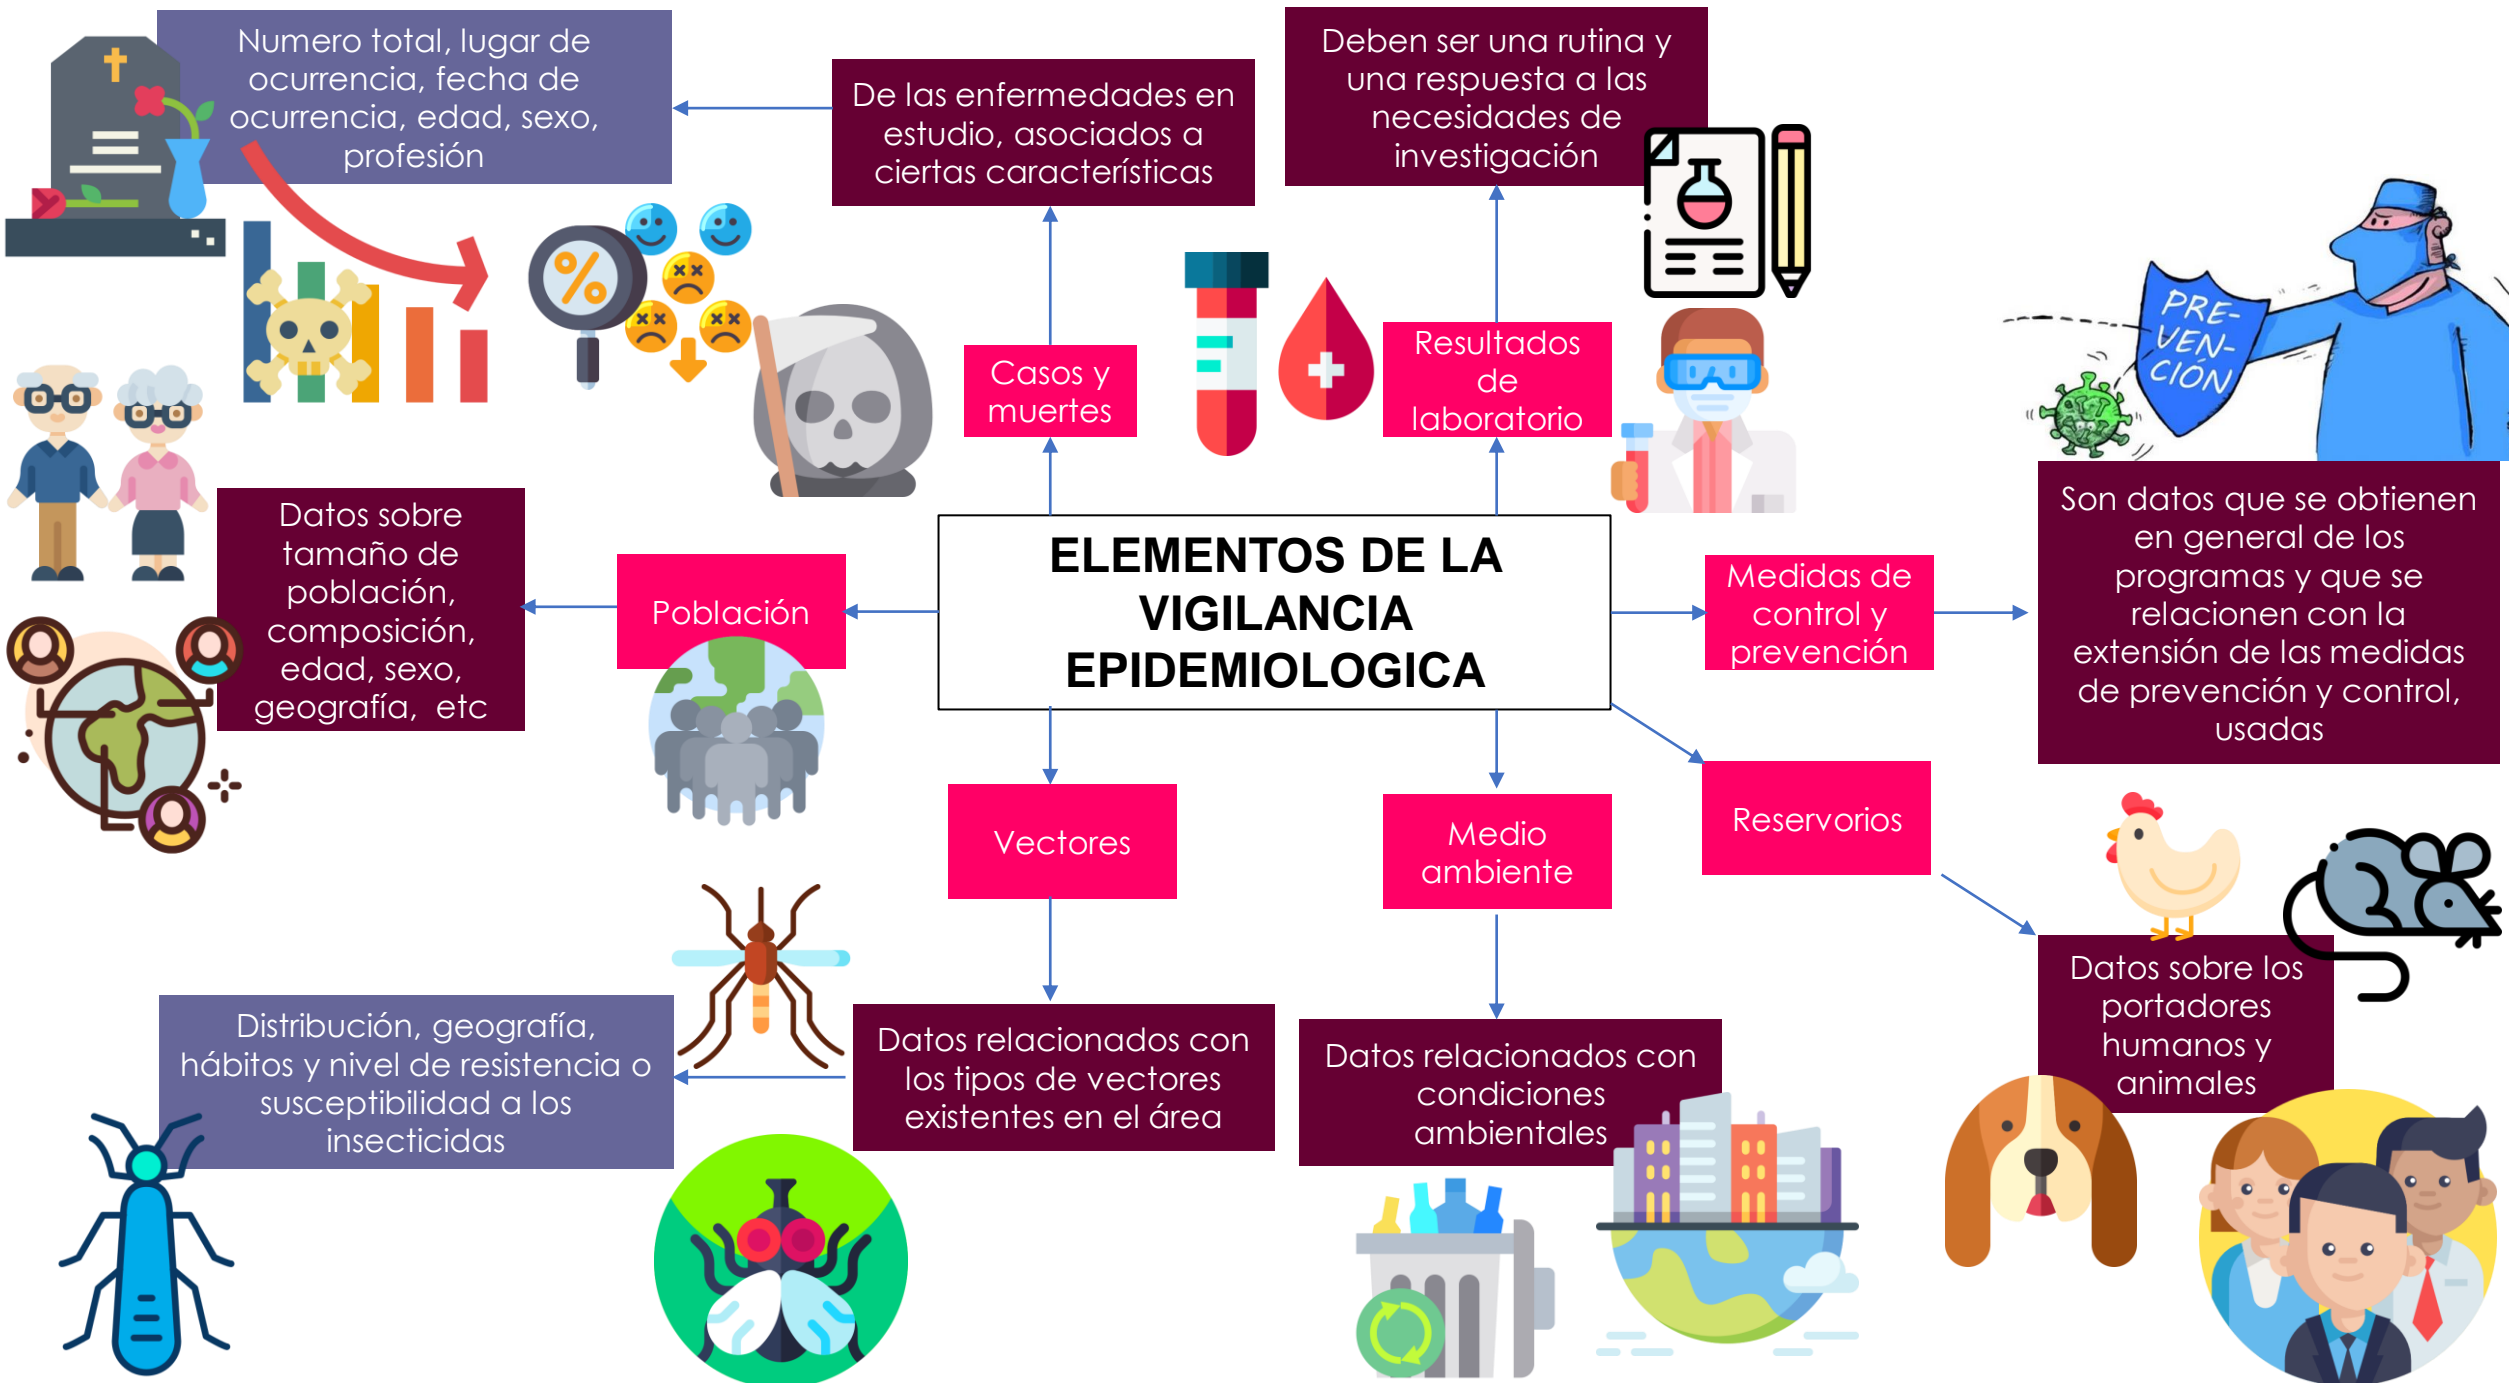 Numero total, lugar de
ocurrencia, fecha de
ocurrencia, edad, sexo,
profesión
De las enfermedades en
estudio, asociados a
ciertas características
Deben ser una rutina y
una respuesta a las
necesidades de
investigación
%
Casos y
muertes
Resultados
de
laboratorio
PRE-
VEN-
CIÓN
Datos sobre
tamaño de
población,
composición,
edad, sexo,
geografía, etc
Población
ELEMENTOS DE LA
VIGILANCIA
EPIDEMIOLOGICA
Medidas de
control y
prevención
Son datos que se obtienen
en general de los
programas y que se
relacionen con la
extensión de las medidas
de prevención y control,
usadas
Vectores
Medio
ambiente
Reservorios
Distribución, geografía,
hábitos y nivel de resistencia o
susceptibilidad a los
insecticidas
Datos relacionados con
los tipos de vectores
existentes en el área
Datos relacionados con
condiciones
ambientales
Datos sobre los
portadores
humanos y
animales